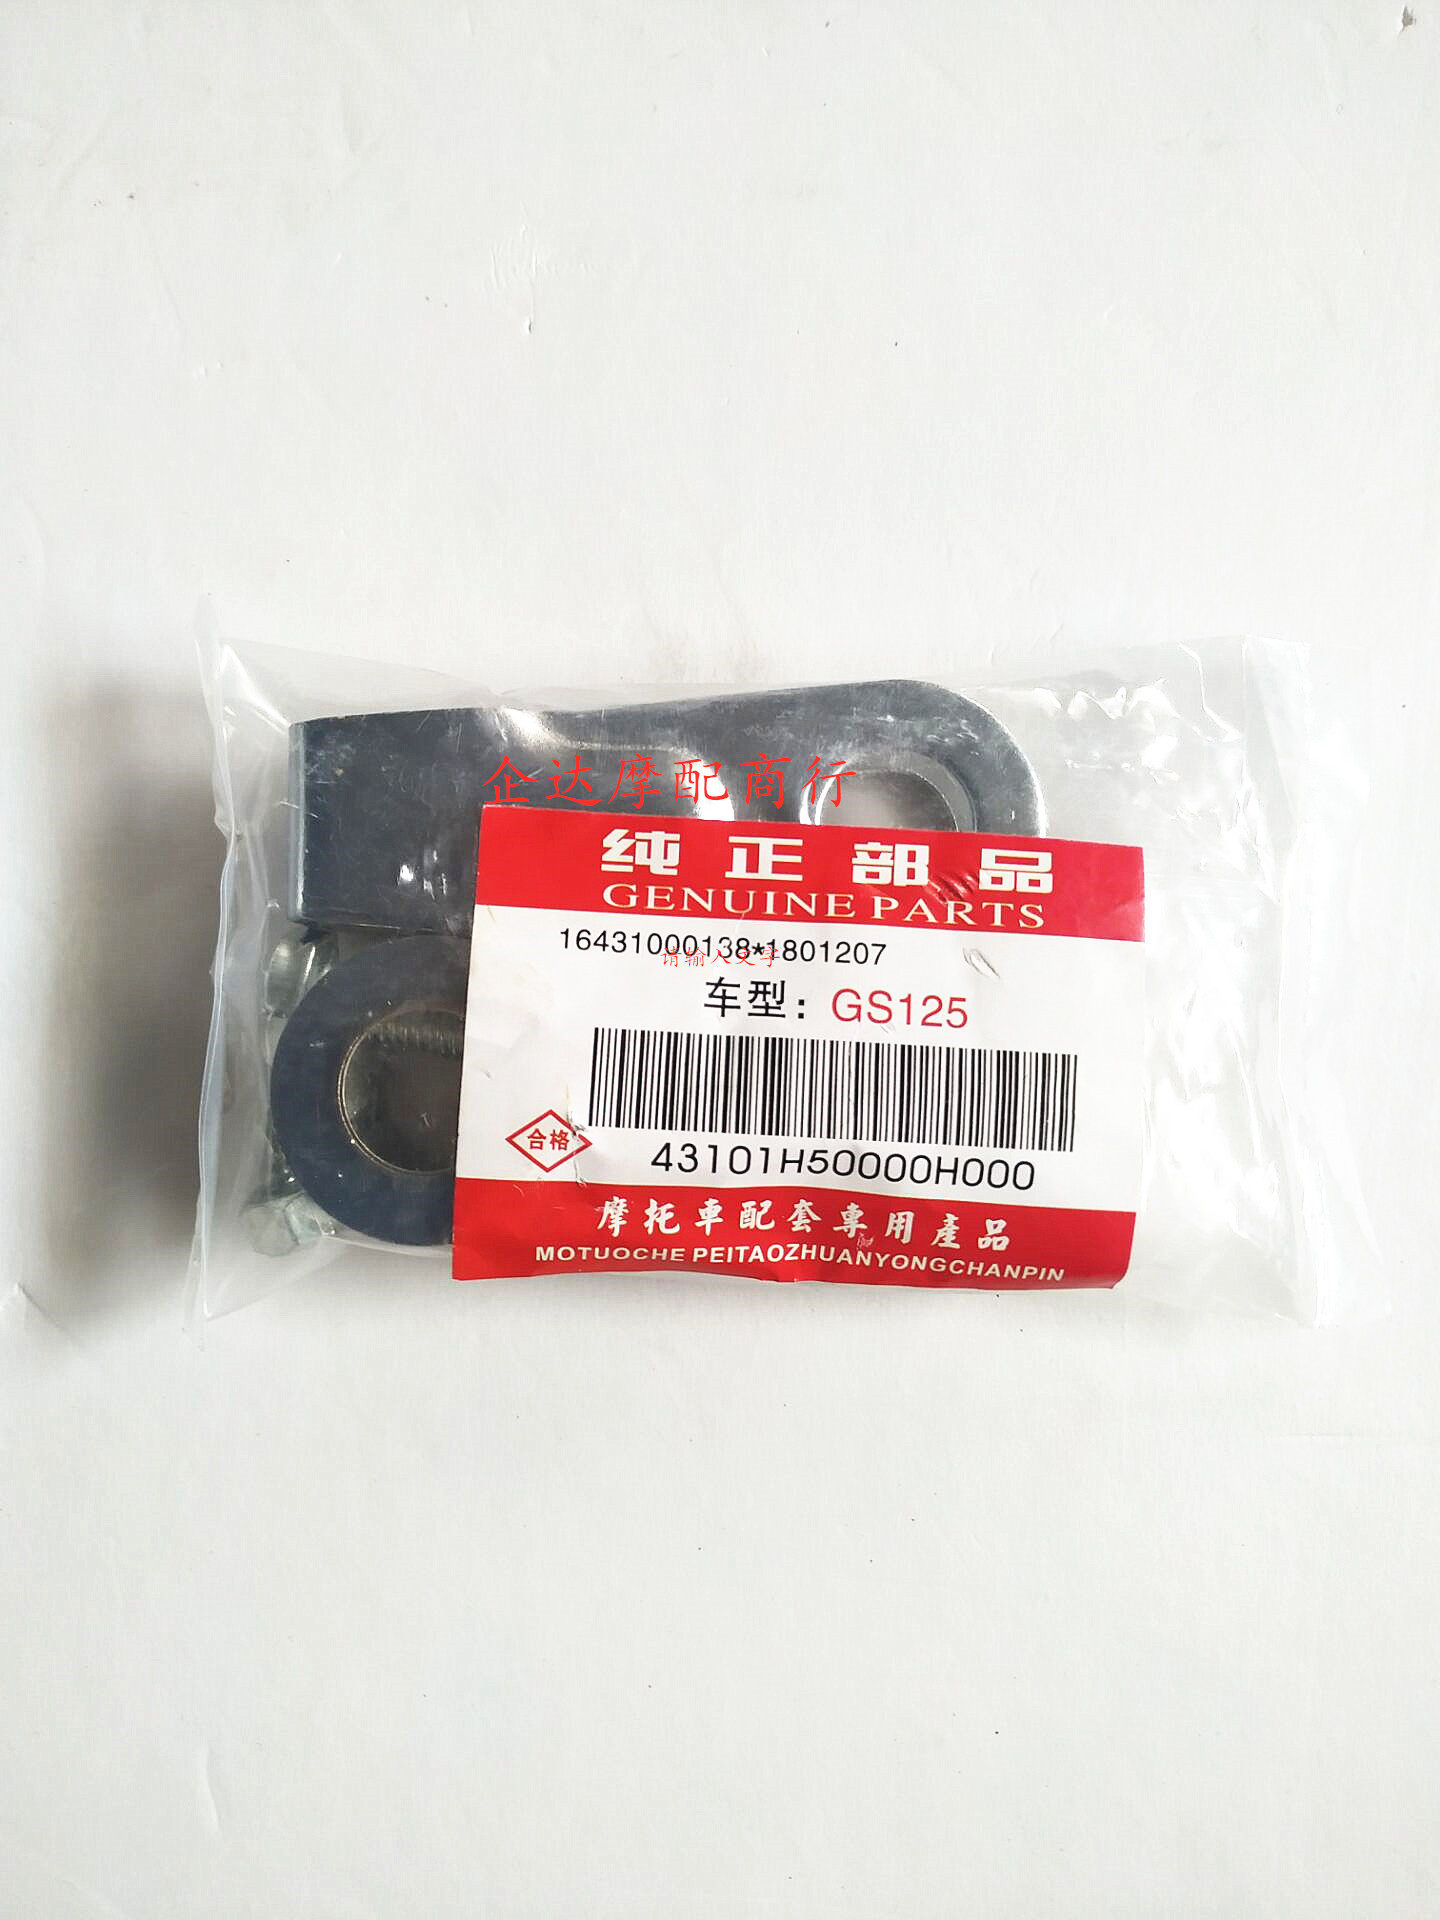 企达摩配商行
纯正部品
GENUINE PARTS
16431000138*1801207
请输入文字
车型：GS125
合格
43101H50000H000
摩托車配套專用產品
MOTUOCHE PEITAOZHUANYONGCHANPIN